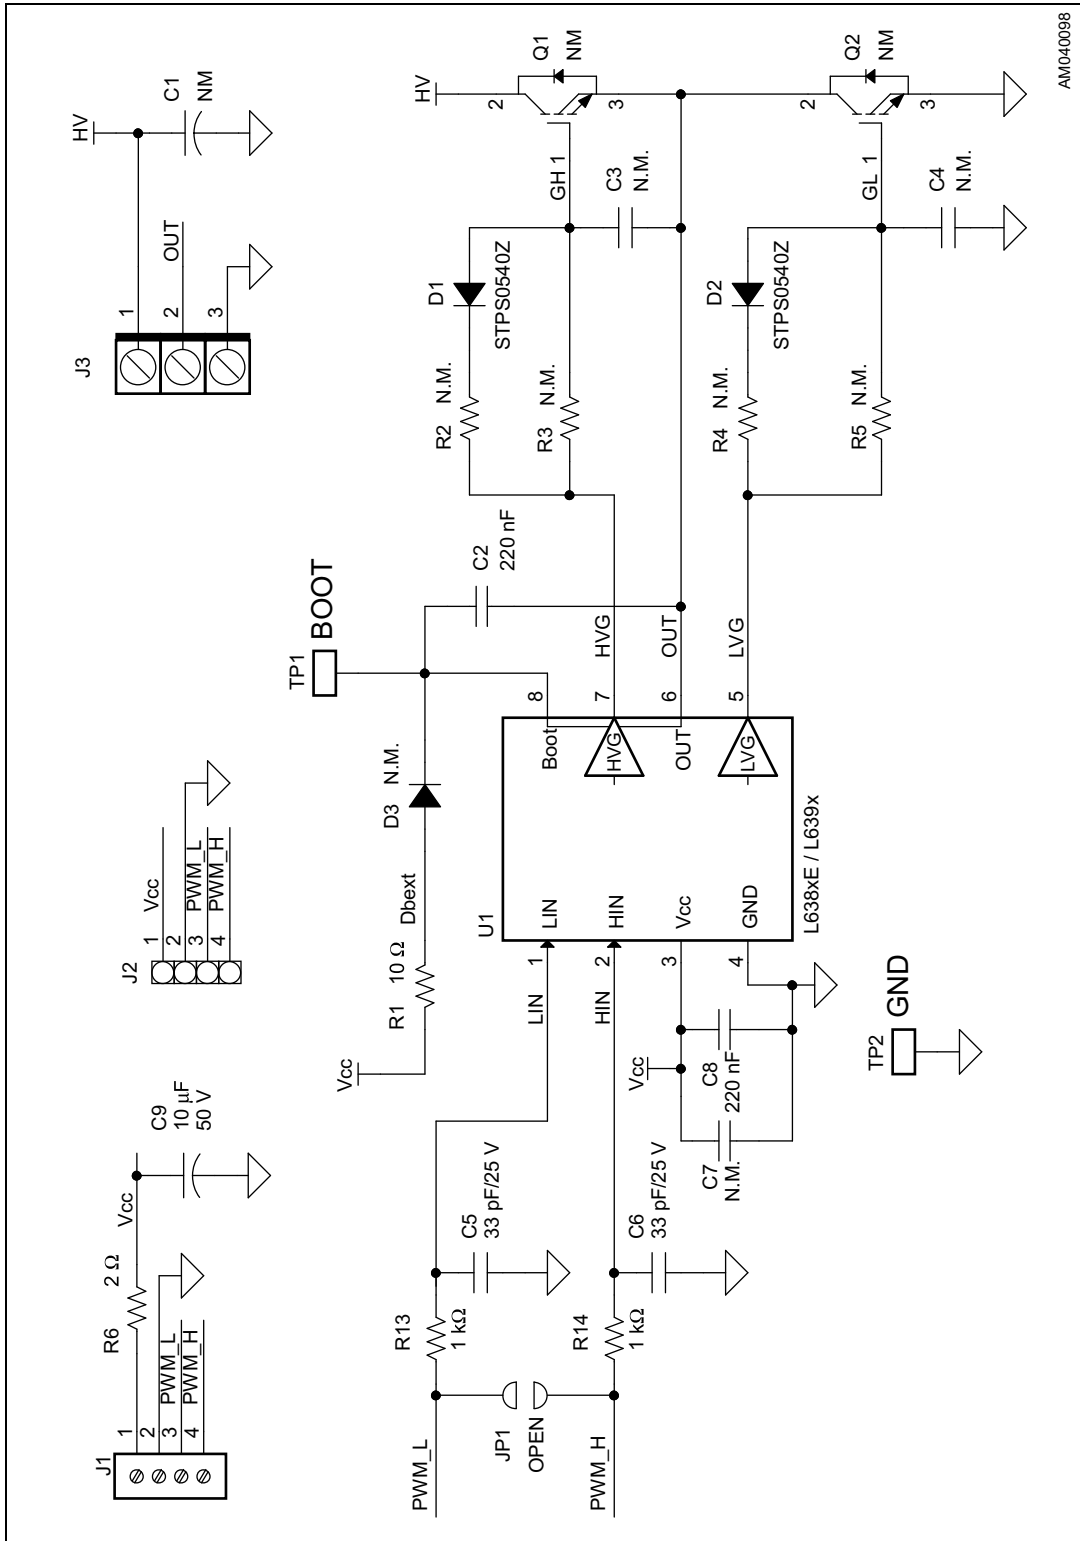 J1
1
2
3
4
R6
2 Ω
Vcc
PWM_L
PWM_H
C9
10 µF
50 V
J2
1
2
3
4
Vcc
PWM_L
PWM_H
J3
1
2
3
OUT
HV
C1
NM
TP1
BOOT
Vcc
R1
10 Ω
Dbext
D3
N.M.
C2
220 nF
PWM_L
PWM_H
JP1
OPEN
R13
1 kΩ
R14
1 kΩ
C5
33 pF/25 V
C6
33 pF/25 V
LIN
1
HIN
2
3
4
Vcc
C7
N.M.
C8
220 nF
U1
LIN
HIN
Vcc
GND
Boot
HVG
OUT
LVG
L638xE / L639x
8
7
6
5
HVG
OUT
LVG
R2
N.M.
D1
STPS0540Z
R3
N.M.
C3
N.M.
GH 1
HV
2
3
Q1
NM
R4
N.M.
D2
STPS0540Z
R5
N.M.
C4
N.M.
GL 1
2
3
Q2
NM
TP2
GND
AM040098